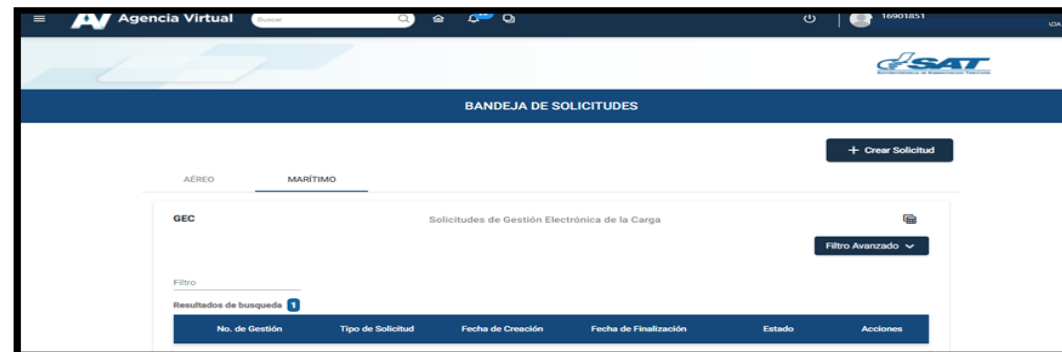 Agencia Virtual Buscar 16901851
SAT
BANDEJA DE SOLICITUDES
+ Crear Solicitud
AÉREO MARÍTIMO
GEC Solicitudes de Gestión Electrónica de la Carga
Filtro Avanzado
Filtro
Resultados de busqueda 1
No. de Gestión Tipo de Solicitud Fecha de Creación Fecha de Finalización Estado Acciones